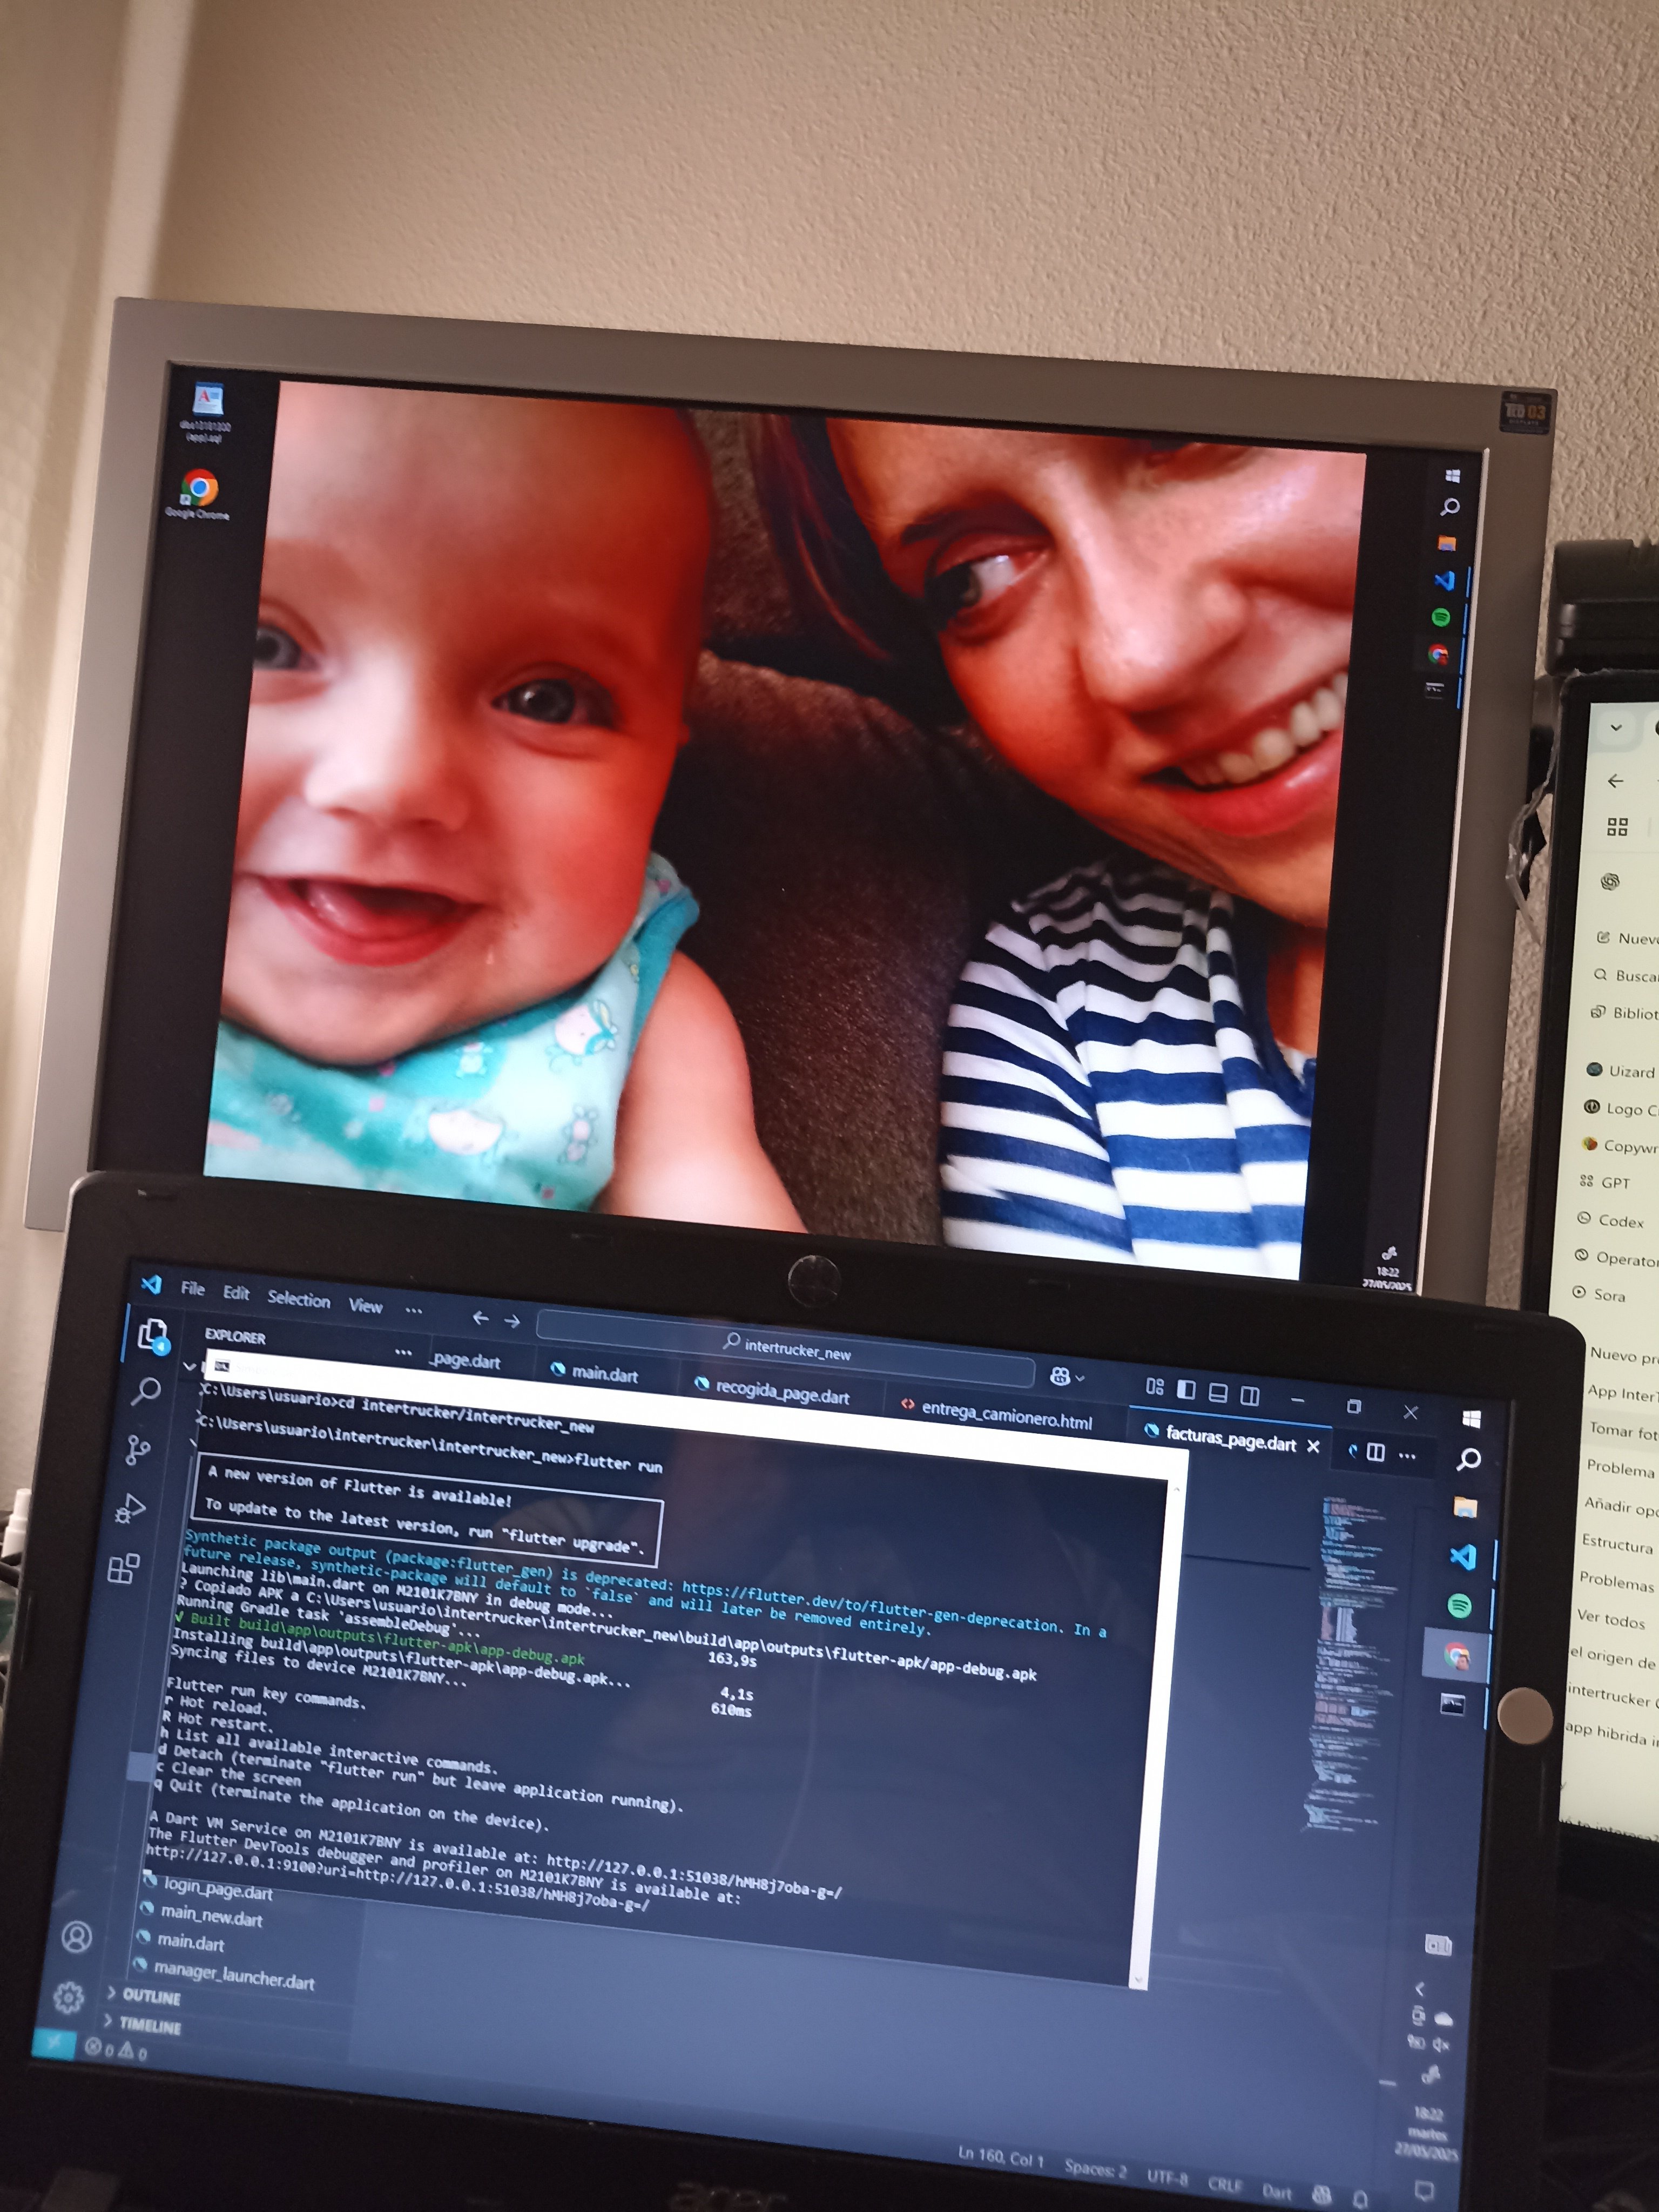 TCO 03
DISPLAYS
(app).sql
Google Chrome
18:22
27/05/2025
Nuevo
Busca
Bibliot
Uizard
Logo C
Copywr
GPT
Codex
Operator
Sora
Nuevo pr
App Inter
Tomar fot
Problema
Añadir opc
Estructura
Problemas
Ver todos
el origen de
intertrucker
app hibrida i
File Edit Selection View ...
intertrucker_new
EXPLORER
... _page.dart main.dart recogida_page.dart entrega_camionero.html facturas_page.dart
C:\Users\usuario>cd intertrucker/intertrucker_new
C:\Users\usuario\intertrucker\intertrucker_new>flutter run
A new version of Flutter is available!
To update to the latest version, run "flutter upgrade".
Synthetic package output (package:flutter_gen) is deprecated: https://flutter.dev/to/flutter-gen-deprecation. In a
future release, synthetic-package will default to `false` and will later be removed entirely.
Launching lib\main.dart on M2101K7BNY in debug mode...
? Copiado APK a C:\Users\usuario\intertrucker\intertrucker_new\build\app\outputs\flutter-apk/app-debug.apk
Running Gradle task 'assembleDebug'... 163,9s
√ Built build\app\outputs\flutter-apk\app-debug.apk
Installing build\app\outputs\flutter-apk\app-debug.apk... 4,1s
Syncing files to device M2101K7BNY... 610ms
Flutter run key commands.
r Hot reload.
R Hot restart.
h List all available interactive commands.
d Detach (terminate "flutter run" but leave application running).
c Clear the screen
q Quit (terminate the application on the device).
A Dart VM Service on M2101K7BNY is available at: http://127.0.0.1:51038/hMH8j7oba-g=/
The Flutter DevTools debugger and profiler on M2101K7BNY is available at:
http://127.0.0.1:9100?uri=http://127.0.0.1:51038/hMH8j7oba-g=/
login_page.dart
main_new.dart
main.dart
manager_launcher.dart
OUTLINE
TIMELINE
0 0
Ln 160, Col 1 Spaces: 2 UTF-8 CRLF Dart
18:22
martes
27/05/2025
acer